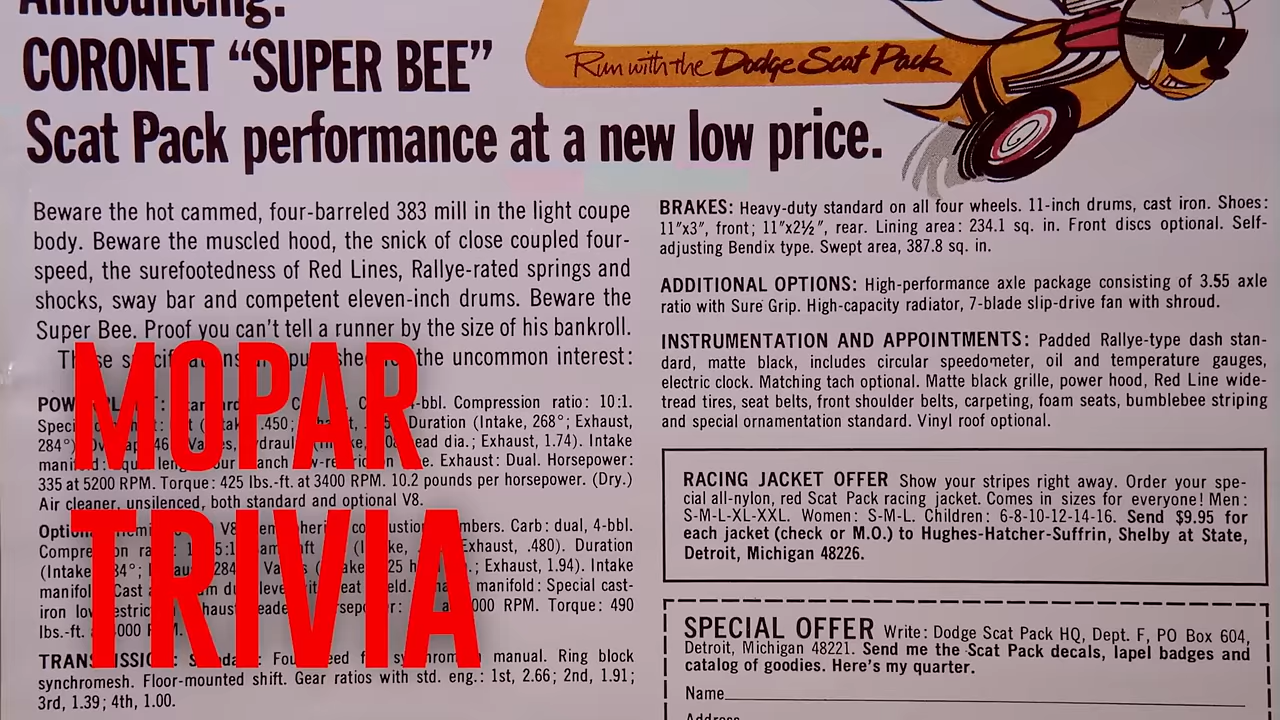 Announcing:
CORONET “SUPER BEE”
Scat Pack performance at a new low price.
Run with the Dodge Scat Pack
Beware the hot cammed, four-barreled 383 mill in the light coupe
body. Beware the muscled hood, the snick of close coupled four-
speed, the surefootedness of Red Lines, Rallye-rated springs and
shocks, sway bar and competent eleven-inch drums. Beware the
Super Bee. Proof you can't tell a runner by the size of his bankroll.
the uncommon interest:
4-bbl. Compression ratio: 10:1.
.450; Duration (Intake, 268°; Exhaust,
284°) head dia.; Exhaust, 1.74). Intake
Exhaust: Dual. Horsepower:
335 at 5200 RPM. Torque: 425 lbs.-ft. at 3400 RPM. 10.2 pounds per horsepower. (Dry.)
Air cleaner, unsilenced, both standard and optional V8.
V8 Carb: dual, 4-bbl.
Exhaust, .480). Duration
(Intake Exhaust, 1.94). Intake
manifold: Special cast-
iron RPM. Torque: 490
lbs.-ft.
manual. Ring block
synchromesh. Floor-mounted shift. Gear ratios with std. eng.: 1st, 2.66; 2nd, 1.91;
3rd, 1.39; 4th, 1.00.
MOPAR
TRIVIA
BRAKES: Heavy-duty standard on all four wheels. 11-inch drums, cast iron. Shoes:
11"x3", front; 11"x2½", rear. Lining area: 234.1 sq. in. Front discs optional. Self-
adjusting Bendix type. Swept area, 387.8 sq. in.
ADDITIONAL OPTIONS: High-performance axle package consisting of 3.55 axle
ratio with Sure Grip. High-capacity radiator, 7-blade slip-drive fan with shroud.
INSTRUMENTATION AND APPOINTMENTS: Padded Rallye-type dash stan-
dard, matte black, includes circular speedometer, oil and temperature gauges,
electric clock. Matching tach optional. Matte black grille, power hood, Red Line wide-
tread tires, seat belts, front shoulder belts, carpeting, foam seats, bumblebee striping
and special ornamentation standard. Vinyl roof optional.
RACING JACKET OFFER Show your stripes right away. Order your spe-
cial all-nylon, red Scat Pack racing jacket. Comes in sizes for everyone! Men:
S-M-L-XL-XXL. Women: S-M-L. Children: 6-8-10-12-14-16. Send $9.95 for
each jacket (check or M.O.) to Hughes-Hatcher-Suffrin, Shelby at State,
Detroit, Michigan 48226.
SPECIAL OFFER Write: Dodge Scat Pack HQ, Dept. F, PO Box 604,
Detroit, Michigan 48221. Send me the Scat Pack decals, lapel badges and
catalog of goodies. Here's my quarter.
Name
Address